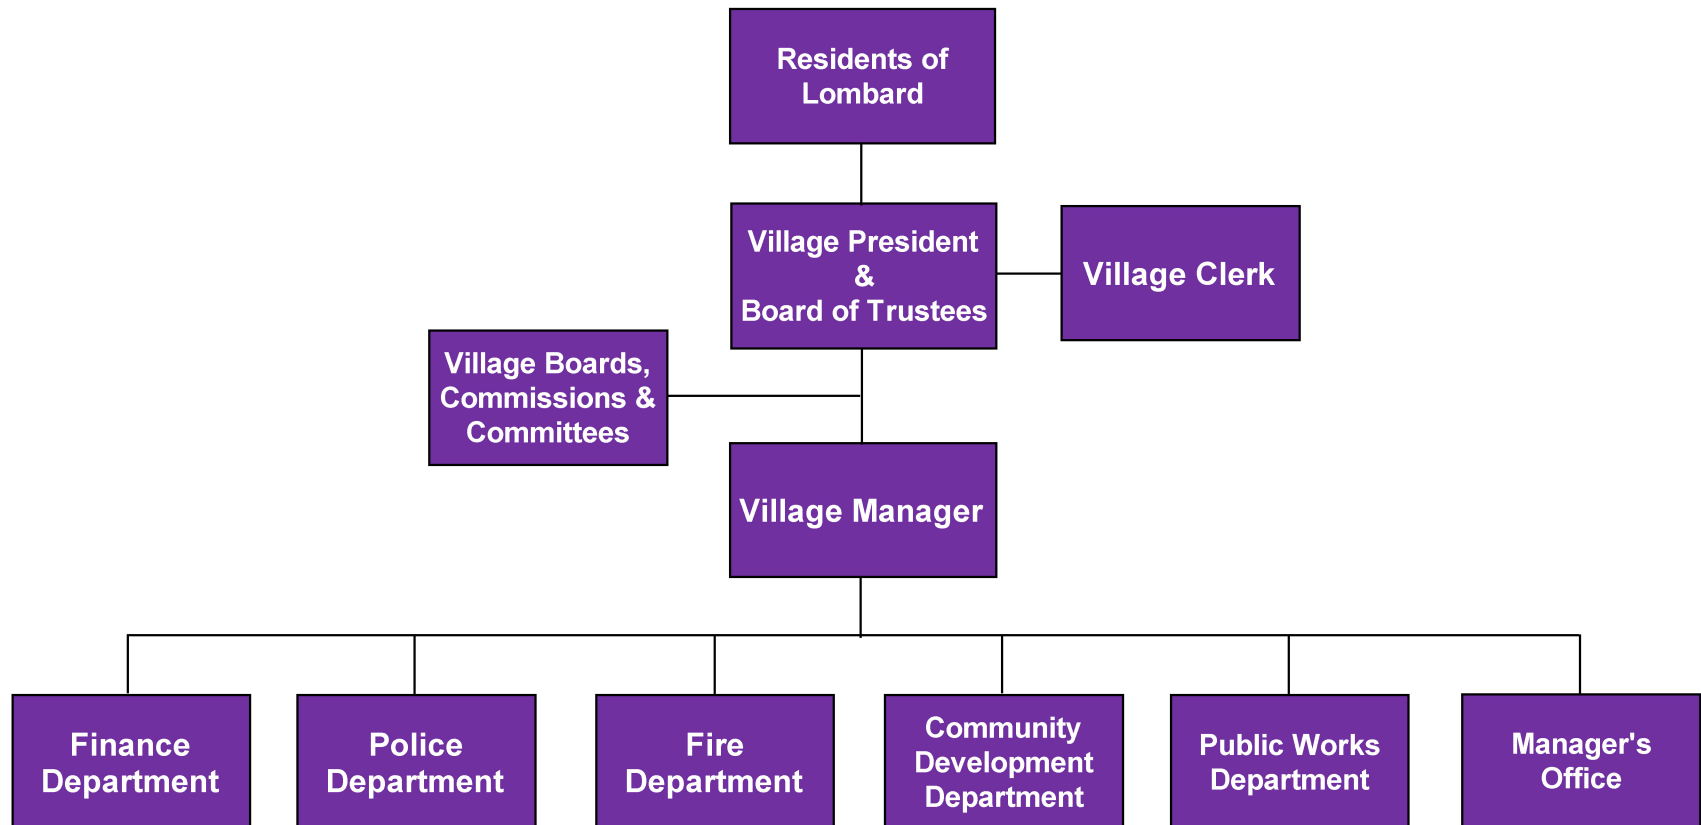 Residents of
Lombard
Village President
&
Board of Trustees
Village Clerk
Village Boards,
Commissions &
Committees
Village Manager
Finance
Department
Police
Department
Fire
Department
Community
Development
Department
Public Works
Department
Manager's
Office